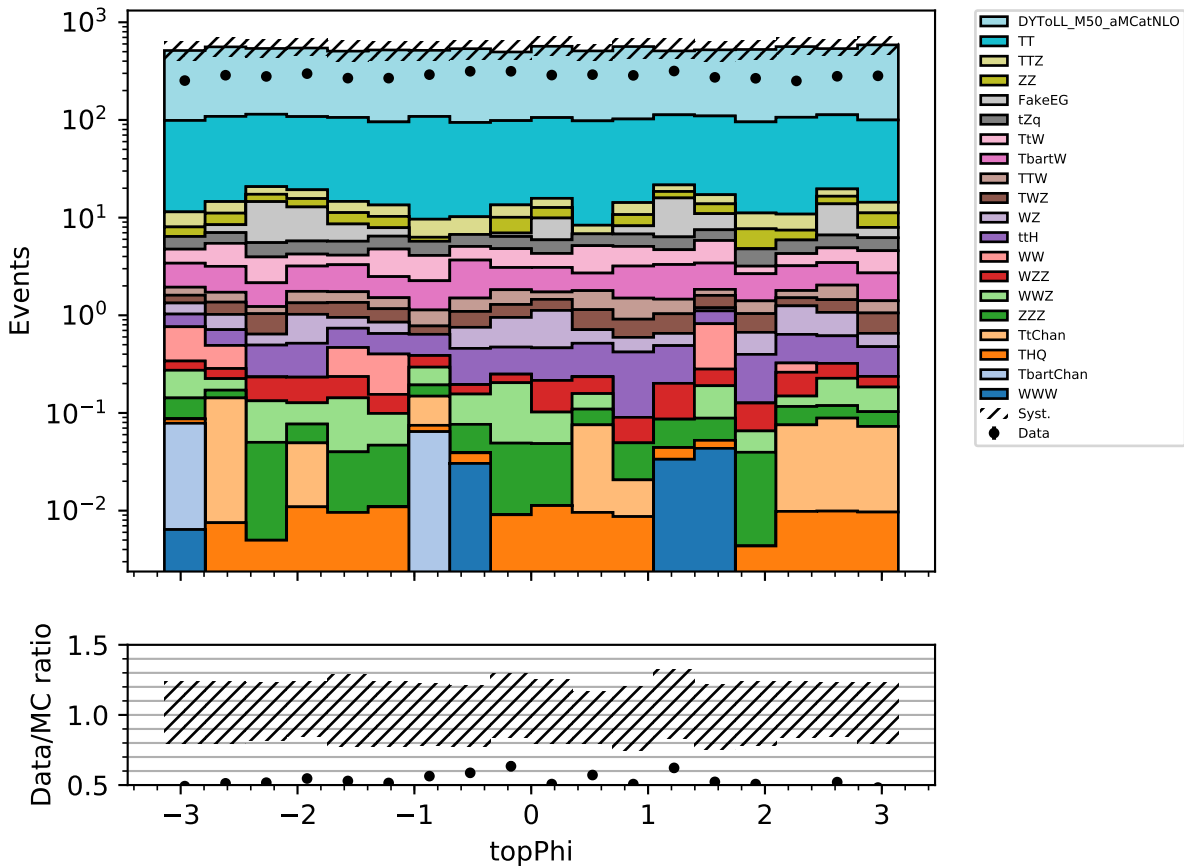 Events
10³
10²
10¹
10⁰
10⁻¹
10⁻²
DYToLL_M50_aMCatNLO
TT
TTZ
ZZ
FakeEG
tZq
TtW
TbartW
TTW
TWZ
WZ
ttH
WW
WZZ
WWZ
ZZZ
TtChan
THQ
TbartChan
WWW
Syst.
Data
Data/MC ratio
1.5
1.0
0.5
−3 −2 −1 0 1 2 3
topPhi